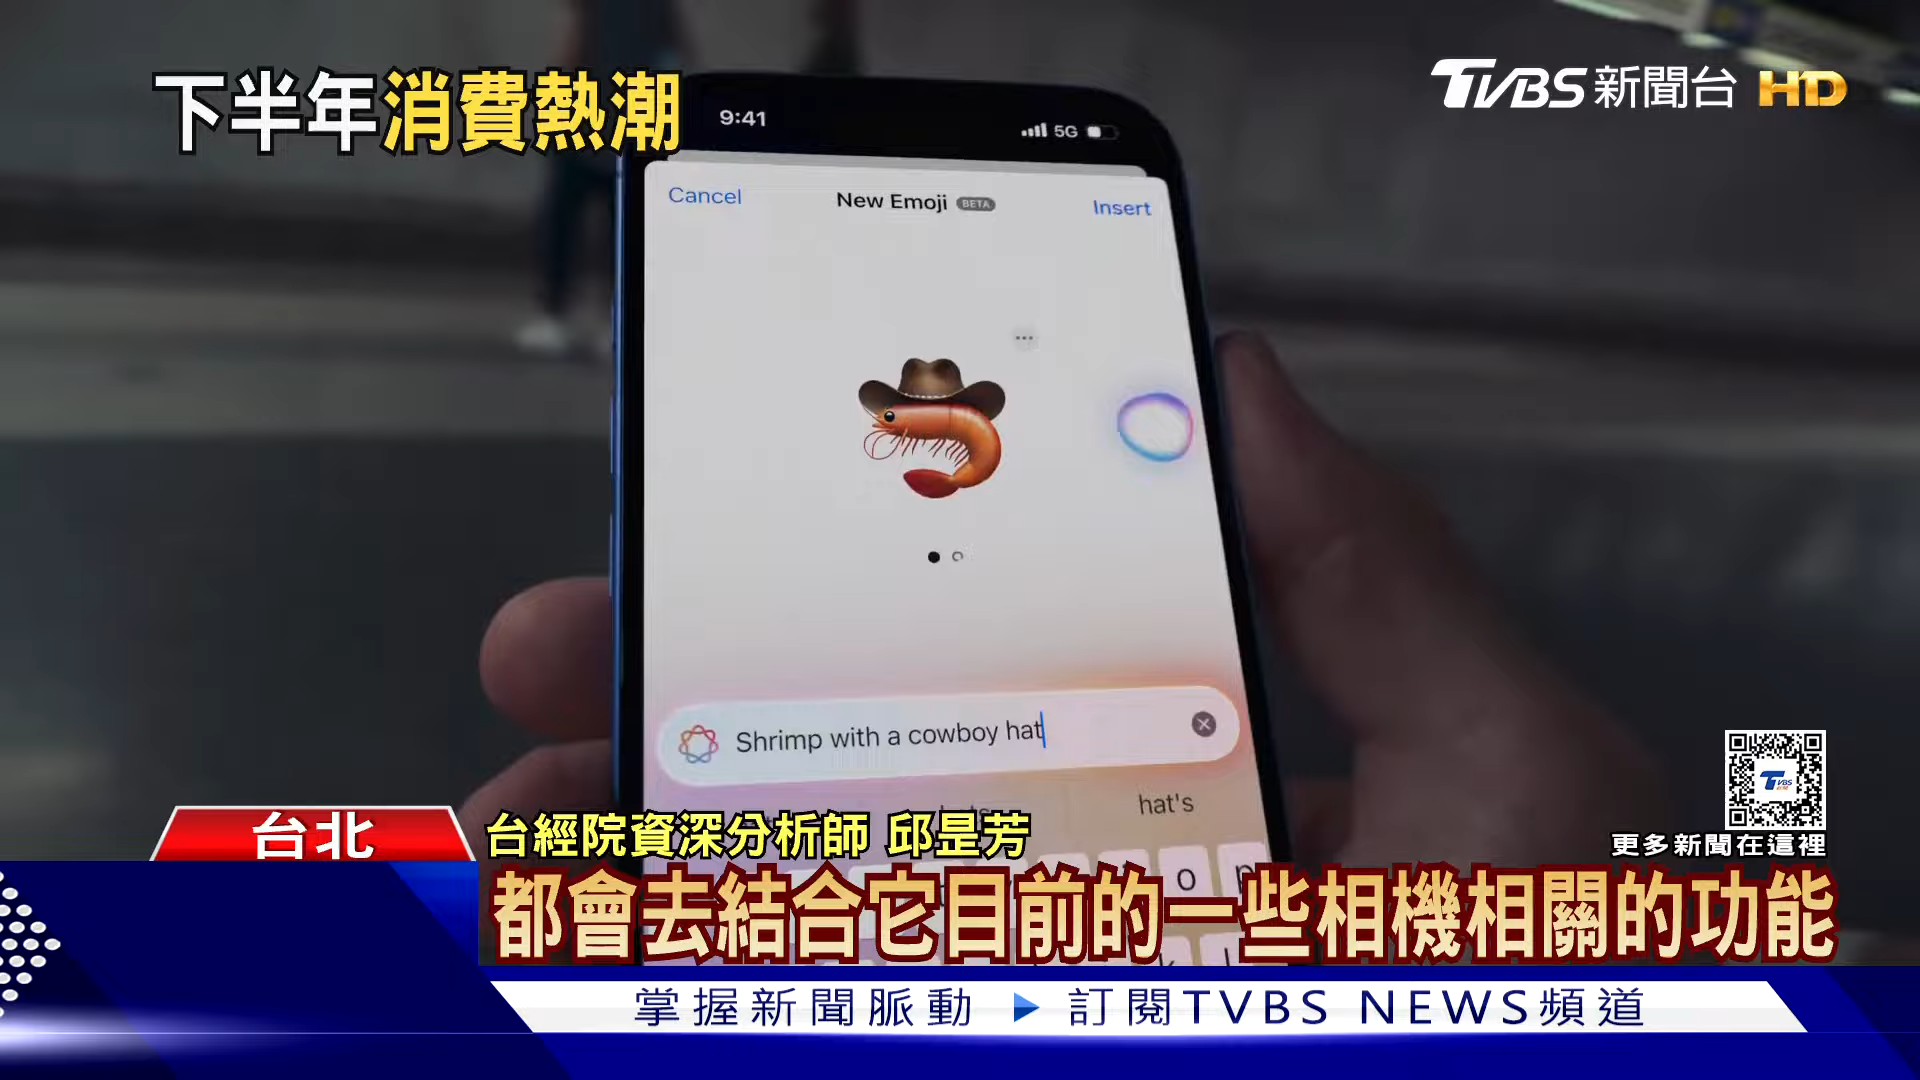 下半年消費熱潮
TVBS新聞台 HD
9:41
5G
Cancel
New Emoji BETA
Insert
Shrimp with a cowboy hat
hat's
o
p
TVBS
更多新聞在這裡
台北
台經院資深分析師 邱昰芳
都會去結合它目前的一些相機相關的功能
掌握新聞脈動 ▶ 訂閱TVBS NEWS頻道